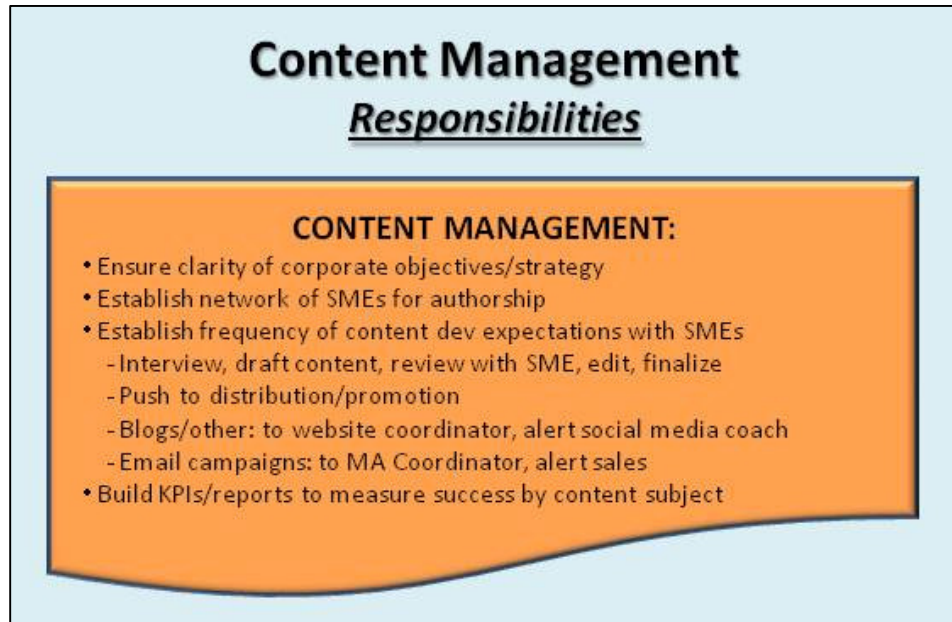 Content Management
Responsibilities
CONTENT MANAGEMENT:
• Ensure clarity of corporate objectives/strategy
• Establish network of SMEs for authorship
• Establish frequency of content dev expectations with SMEs
- Interview, draft content, review with SME, edit, finalize
- Push to distribution/promotion
- Blogs/other: to website coordinator, alert social media coach
- Email campaigns: to MA Coordinator, alert sales
• Build KPIs/reports to measure success by content subject